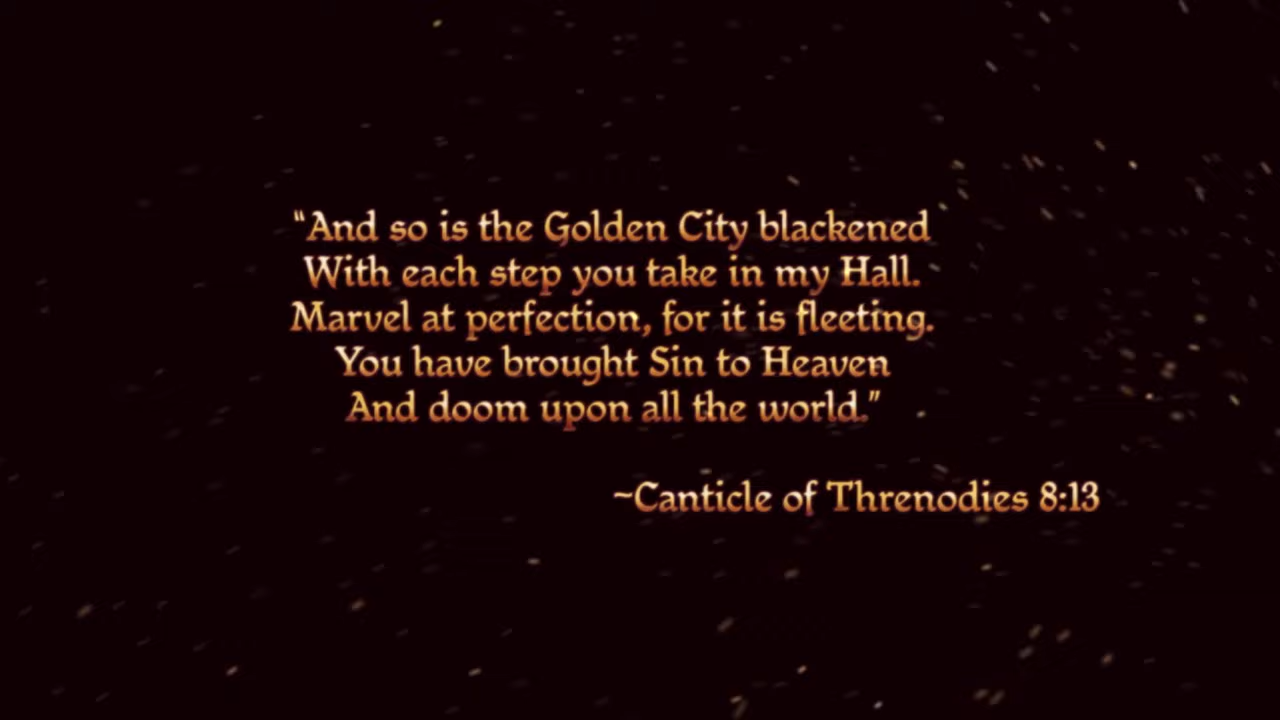 “And so is the Golden City blackened
With each step you take in my Hall.
Marvel at perfection, for it is fleeting.
You have brought Sin to Heaven
And doom upon all the world.”
~Canticle of Threnodies 8:13